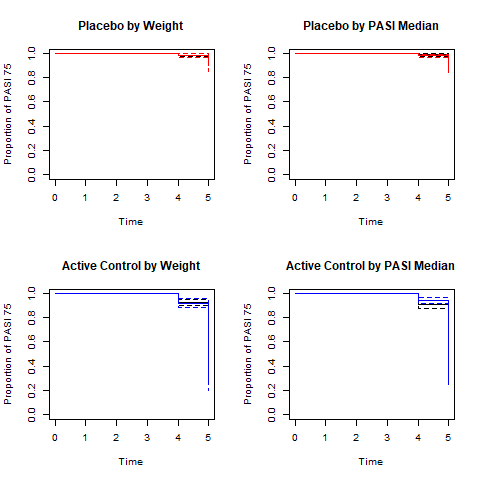 Placebo by Weight
Proportion of PASI 75
0.0 0.2 0.4 0.6 0.8 1.0
0 1 2 3 4 5
Time
Placebo by PASI Median
Proportion of PASI 75
0.0 0.2 0.4 0.6 0.8 1.0
0 1 2 3 4 5
Time
Active Control by Weight
Proportion of PASI 75
0.0 0.2 0.4 0.6 0.8 1.0
0 1 2 3 4 5
Time
Active Control by PASI Median
Proportion of PASI 75
0.0 0.2 0.4 0.6 0.8 1.0
0 1 2 3 4 5
Time